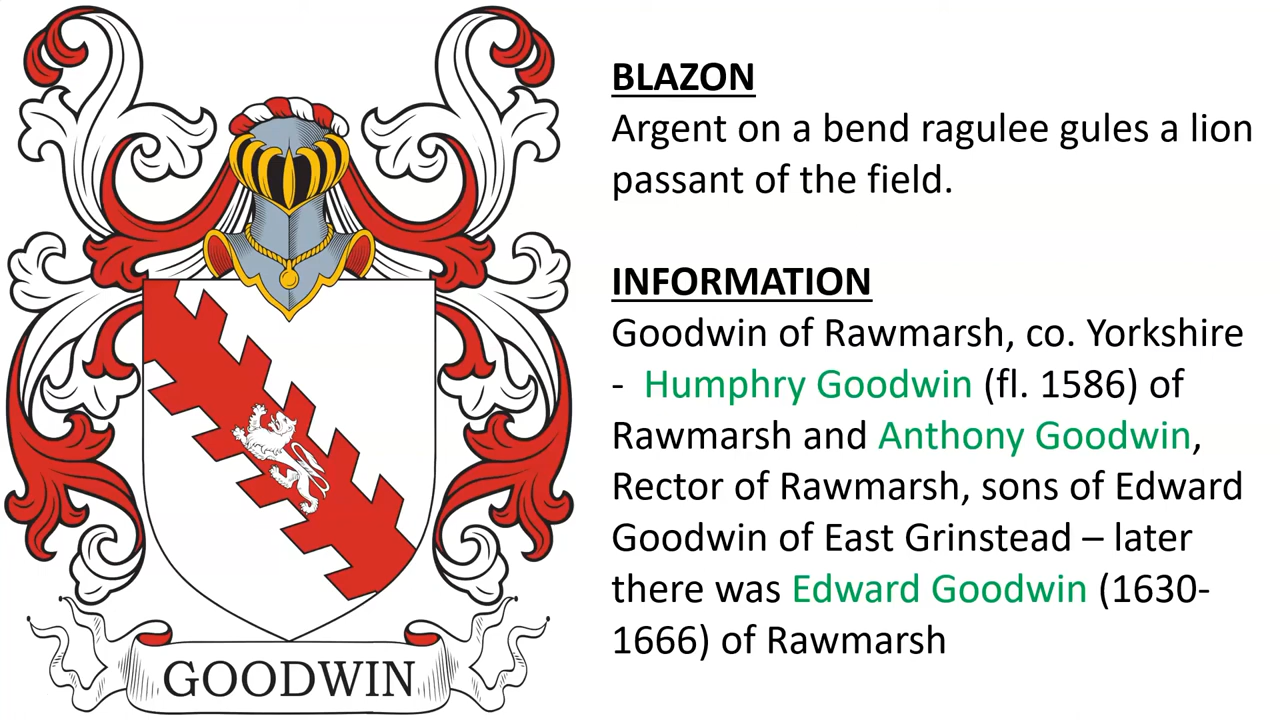 BLAZON
Argent on a bend ragulee gules a lion
passant of the field.
INFORMATION
Goodwin of Rawmarsh, co. Yorkshire
- Humphry Goodwin (fl. 1586) of
Rawmarsh and Anthony Goodwin,
Rector of Rawmarsh, sons of Edward
Goodwin of East Grinstead – later
there was Edward Goodwin (1630-
1666) of Rawmarsh
GOODWIN